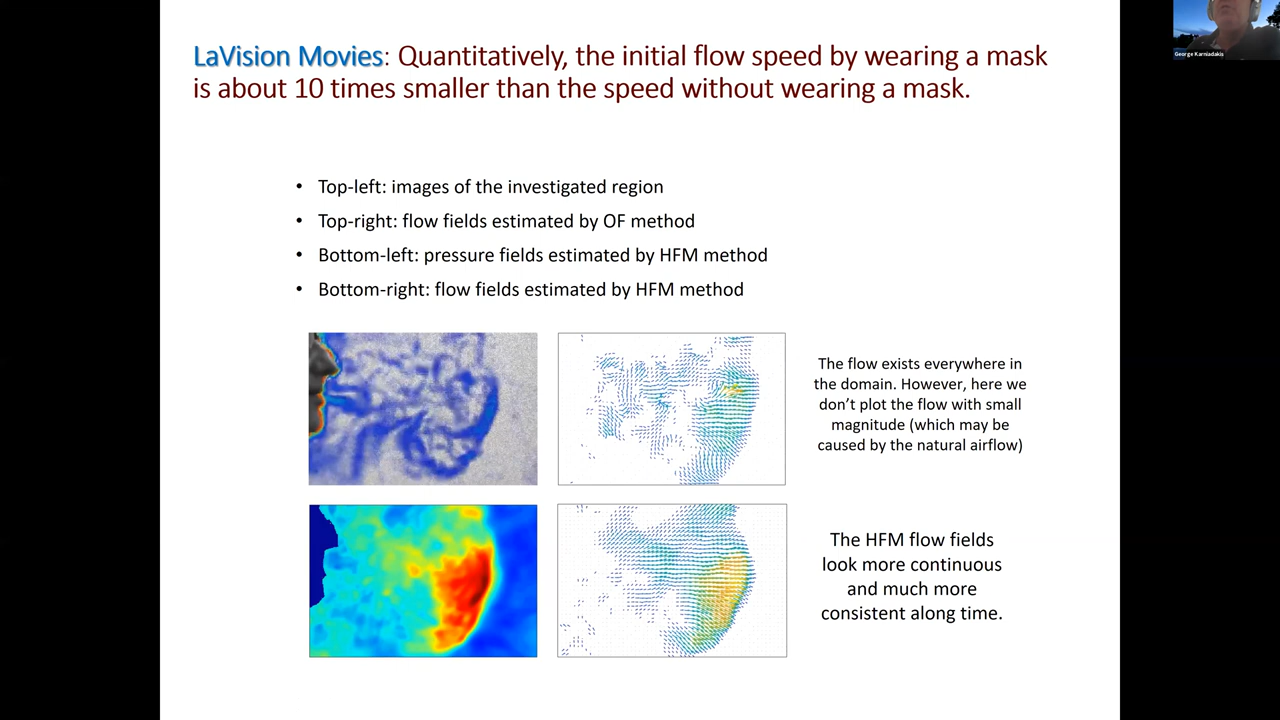 LaVision Movies: Quantitatively, the initial flow speed by wearing a mask
is about 10 times smaller than the speed without wearing a mask.
George Karniadakis
• Top-left: images of the investigated region
• Top-right: flow fields estimated by OF method
• Bottom-left: pressure fields estimated by HFM method
• Bottom-right: flow fields estimated by HFM method
The flow exists everywhere in
the domain. However, here we
don’t plot the flow with small
magnitude (which may be
caused by the natural airflow)
The HFM flow fields
look more continuous
and much more
consistent along time.